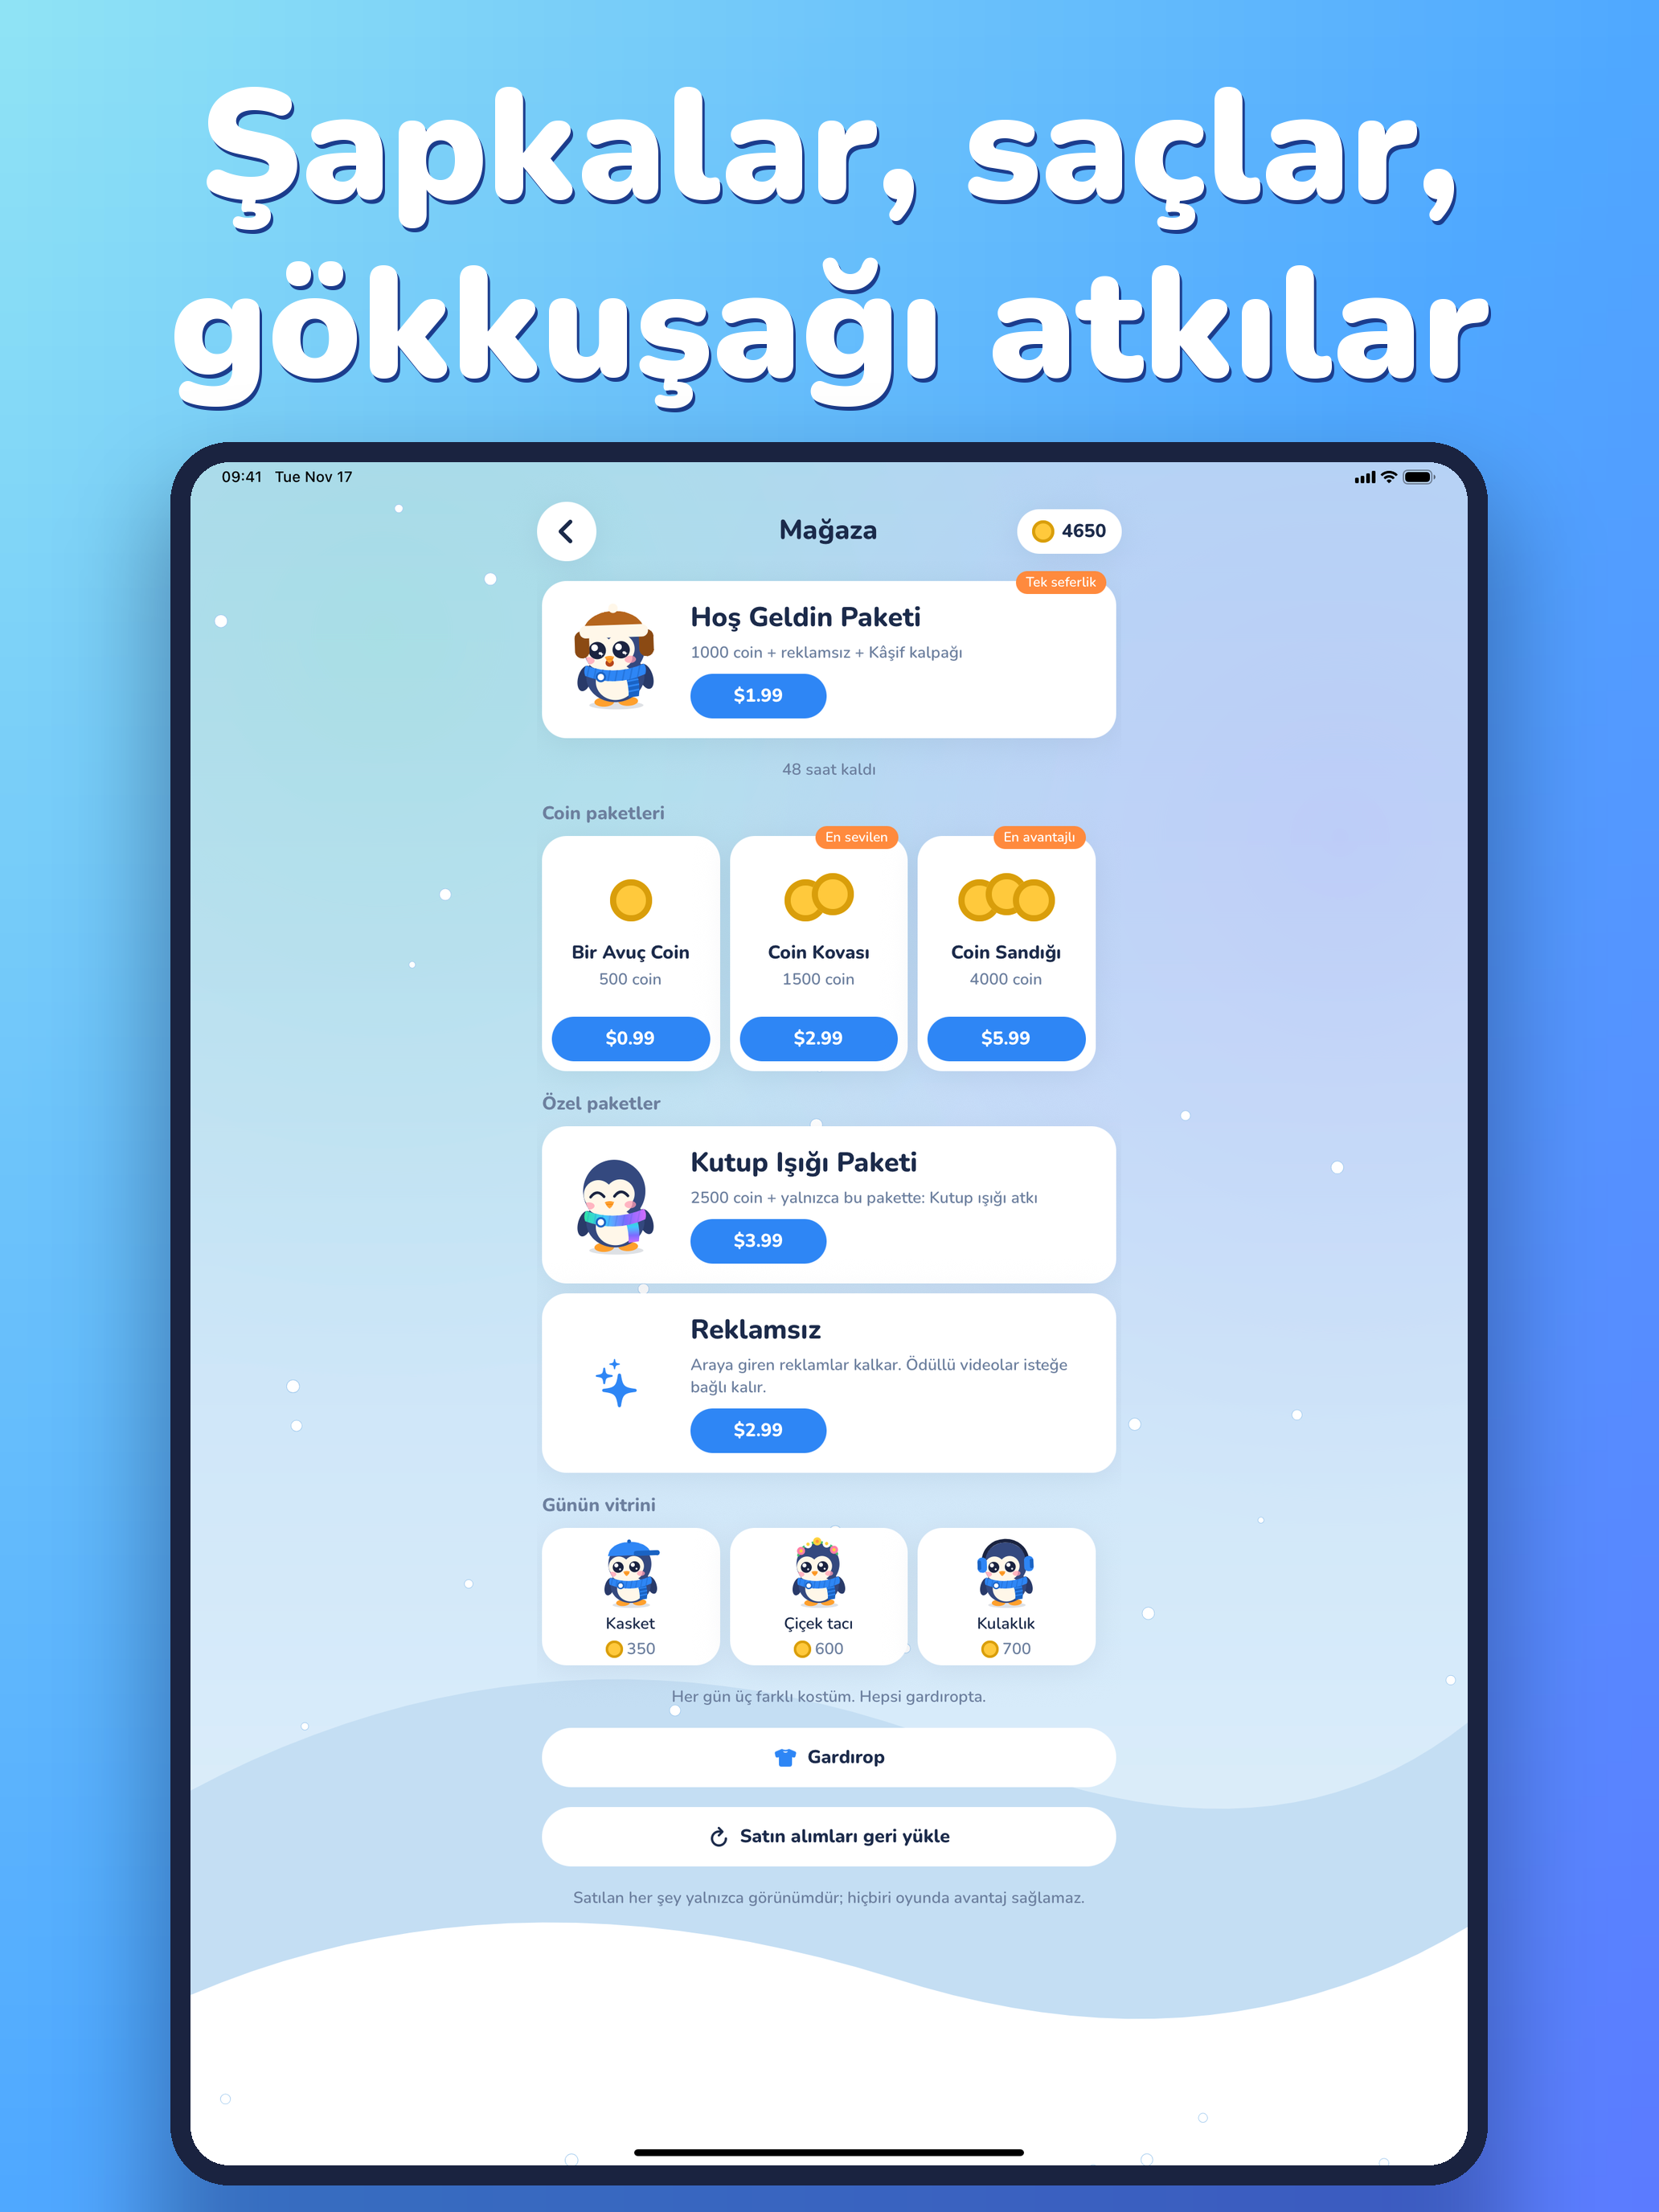 Şapkalar, saçlar,
gökkuşağı atkılar
09:41 Tue Nov 17
Mağaza
4650
Tek seferlik
Hoş Geldin Paketi
1000 coin + reklamsız + Kâşif kalpağı
$1.99
48 saat kaldı
Coin paketleri
En sevilen
En avantajlı
Bir Avuç Coin
500 coin
$0.99
Coin Kovası
1500 coin
$2.99
Coin Sandığı
4000 coin
$5.99
Özel paketler
Kutup Işığı Paketi
2500 coin + yalnızca bu pakette: Kutup ışığı atkı
$3.99
Reklamsız
Araya giren reklamlar kalkar. Ödüllü videolar isteğe
bağlı kalır.
$2.99
Günün vitrini
Kasket
350
Çiçek tacı
600
Kulaklık
700
Her gün üç farklı kostüm. Hepsi gardıropta.
Gardırop
Satın alımları geri yükle
Satılan her şey yalnızca görünümdür; hiçbiri oyunda avantaj sağlamaz.